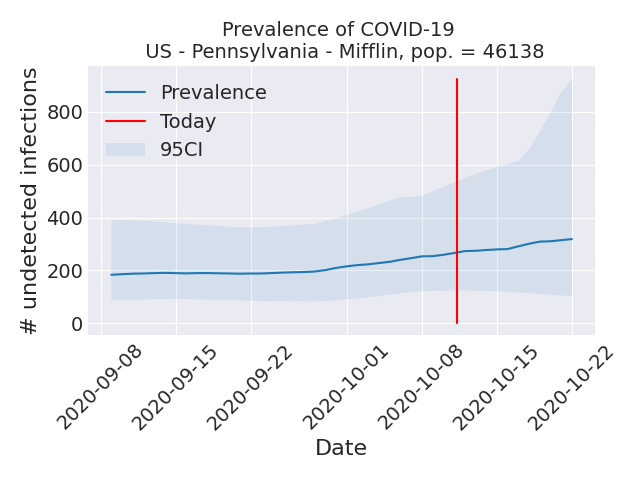 Prevalence of COVID-19
US - Pennsylvania - Mifflin, pop. = 46138
# undetected infections
800
600
400
200
0
Prevalence
Today
95CI
2020-09-08
2020-09-15
2020-09-22
2020-10-01
2020-10-08
2020-10-15
2020-10-22
Date